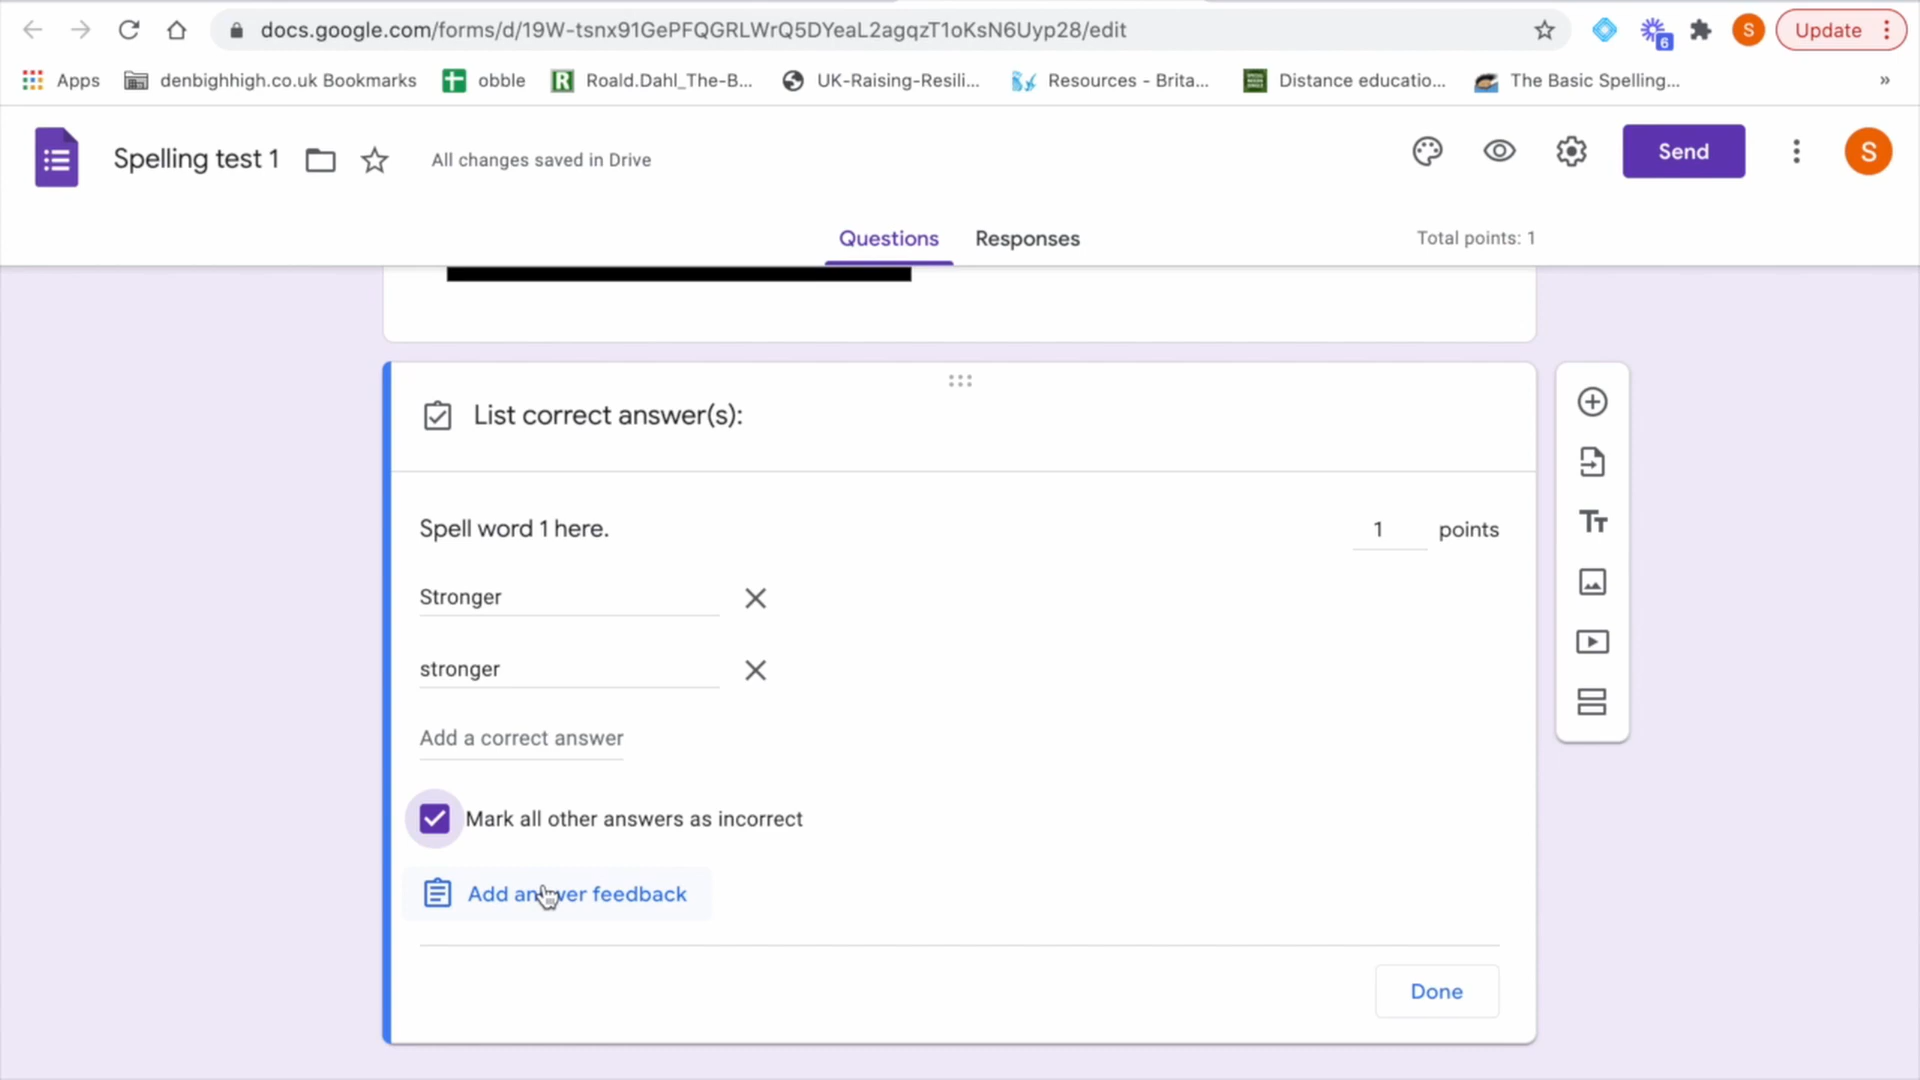 docs.google.com/forms/d/19W-tsnx91GePFQGRLWrQ5DYeaL2agqzT1oKsN6Uyp28/edit
6
S
Update
Apps
denbighhigh.co.uk Bookmarks
obble
R
Roald.Dahl_The-B...
UK-Raising-Resili...
Resources - Brita...
Distance educatio...
The Basic Spelling...
»
Spelling test 1
All changes saved in Drive
Send
S
Questions
Responses
Total points: 1
List correct answer(s):
Spell word 1 here.
1 points
Stronger
stronger
Add a correct answer
Mark all other answers as incorrect
Add answer feedback
Done
Tт